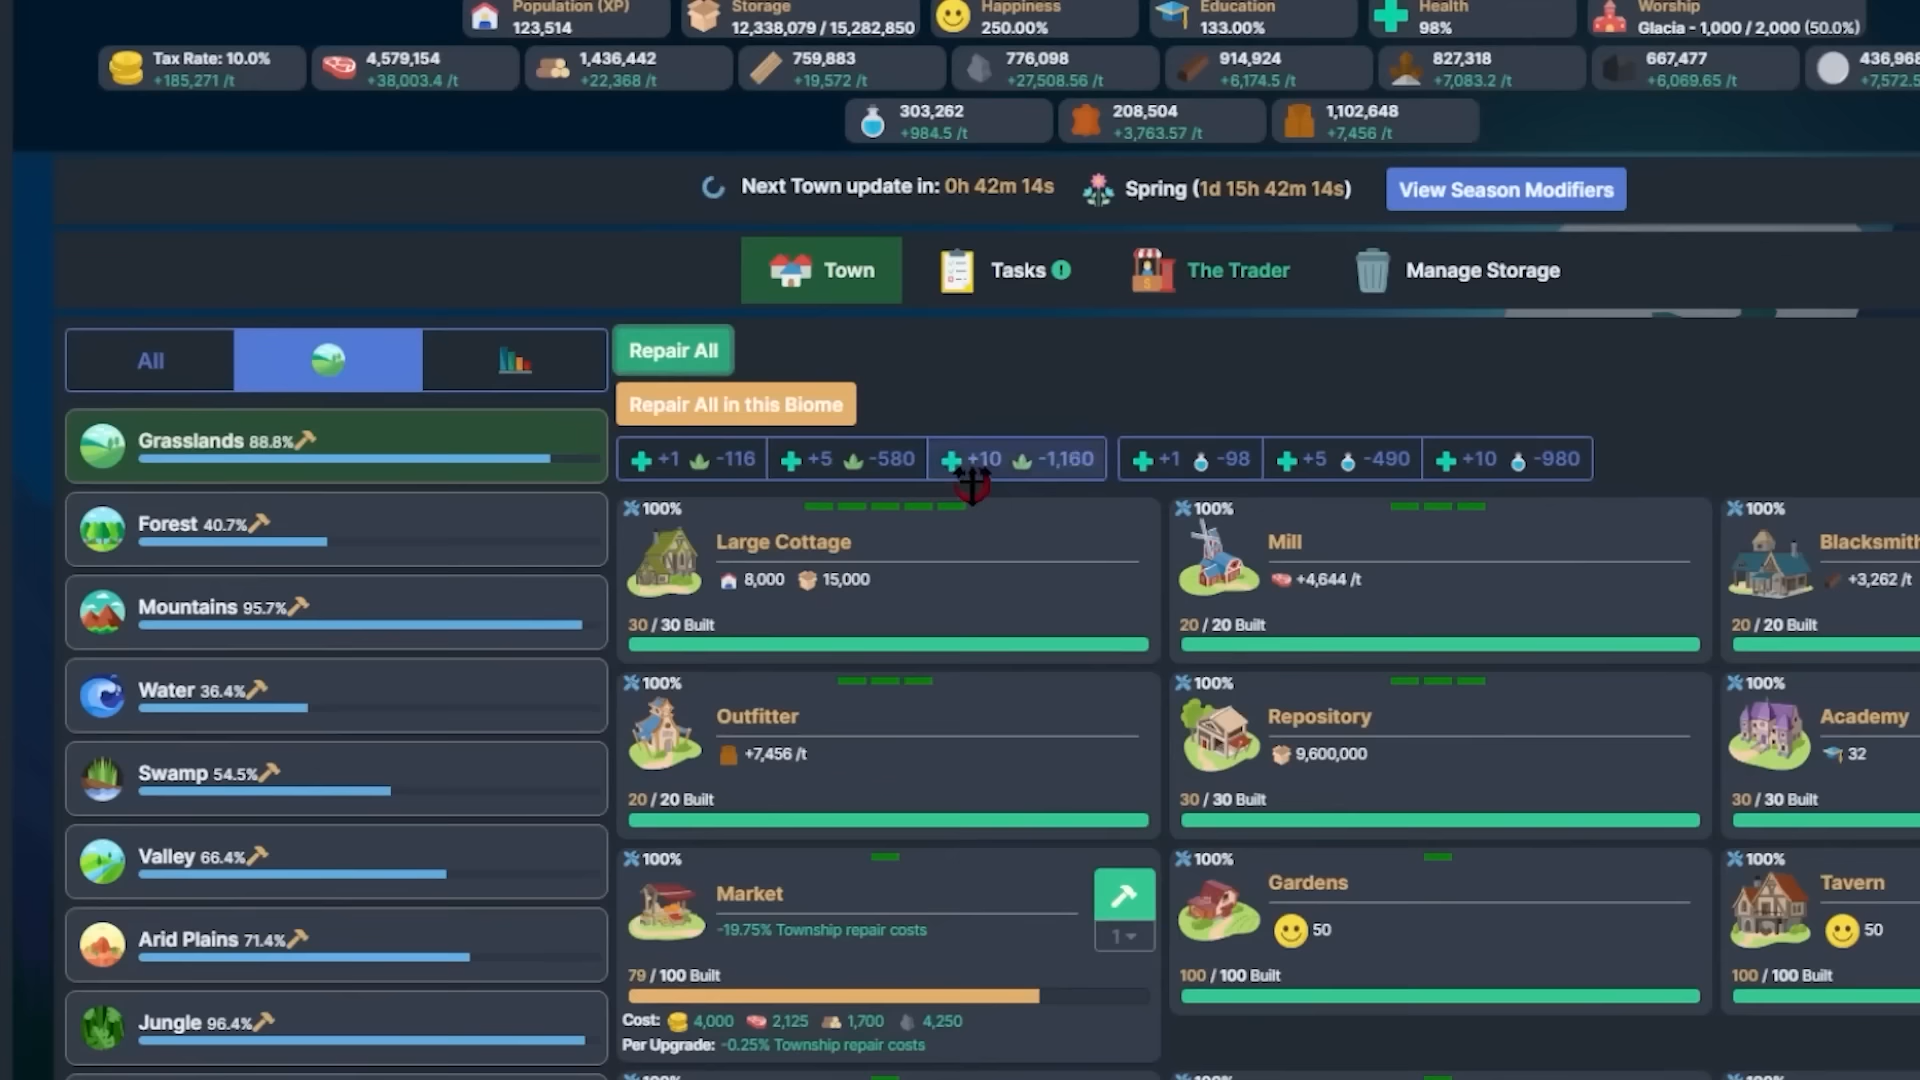 Population (XP)
123,514
Storage
12,338,079 / 15,282,850
Happiness
250.00%
Education
133.00%
Health
98%
Worship
Glacia - 1,000 / 2,000 (50.0%)
Tax Rate: 10.0%
+185,271 /t
4,579,154
+38,003.4 /t
1,436,442
+22,368 /t
759,883
+19,572 /t
776,098
+27,508.56 /t
914,924
+6,174.5 /t
827,318
+7,083.2 /t
667,477
+6,069.65 /t
436,968
+7,572.5
303,262
+984.5 /t
208,504
+3,763.57 /t
1,102,648
+7,456 /t
Next Town update in: 0h 42m 14s
Spring (1d 15h 42m 14s)
View Season Modifiers
Town
Tasks
The Trader
Manage Storage
All
Repair All
Repair All in this Biome
+1 -116
+5 -580
+10 -1,160
+1 -98
+5 -490
+10 -980
Grasslands 88.8%
Forest 40.7%
Mountains 95.7%
Water 36.4%
Swamp 54.5%
Valley 66.4%
Arid Plains 71.4%
Jungle 96.4%
100%
Large Cottage
8,000 15,000
30 / 30 Built
100%
Mill
+4,644 /t
20 / 20 Built
100%
Blacksmith
+3,262 /t
20 / 20 Built
100%
Outfitter
+7,456 /t
20 / 20 Built
100%
Repository
9,600,000
30 / 30 Built
100%
Academy
32
30 / 30 Built
100%
Market
-19.75% Township repair costs
1
79 / 100 Built
Cost: 4,000 2,125 1,700 4,250
Per Upgrade: -0.25% Township repair costs
100%
Gardens
50
100 / 100 Built
100%
Tavern
50
100 / 100 Built